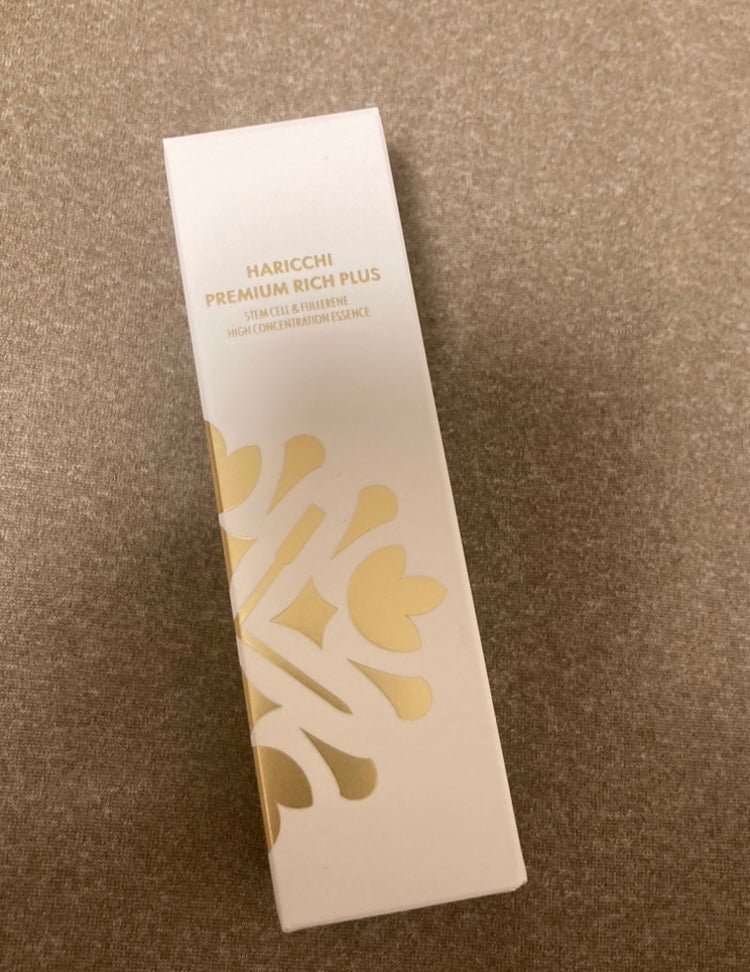 HARICCHI
PREMIUM RICH PLUS
STEM CELL & FULLERENE
HIGH CONCENTRATION ESSENCE